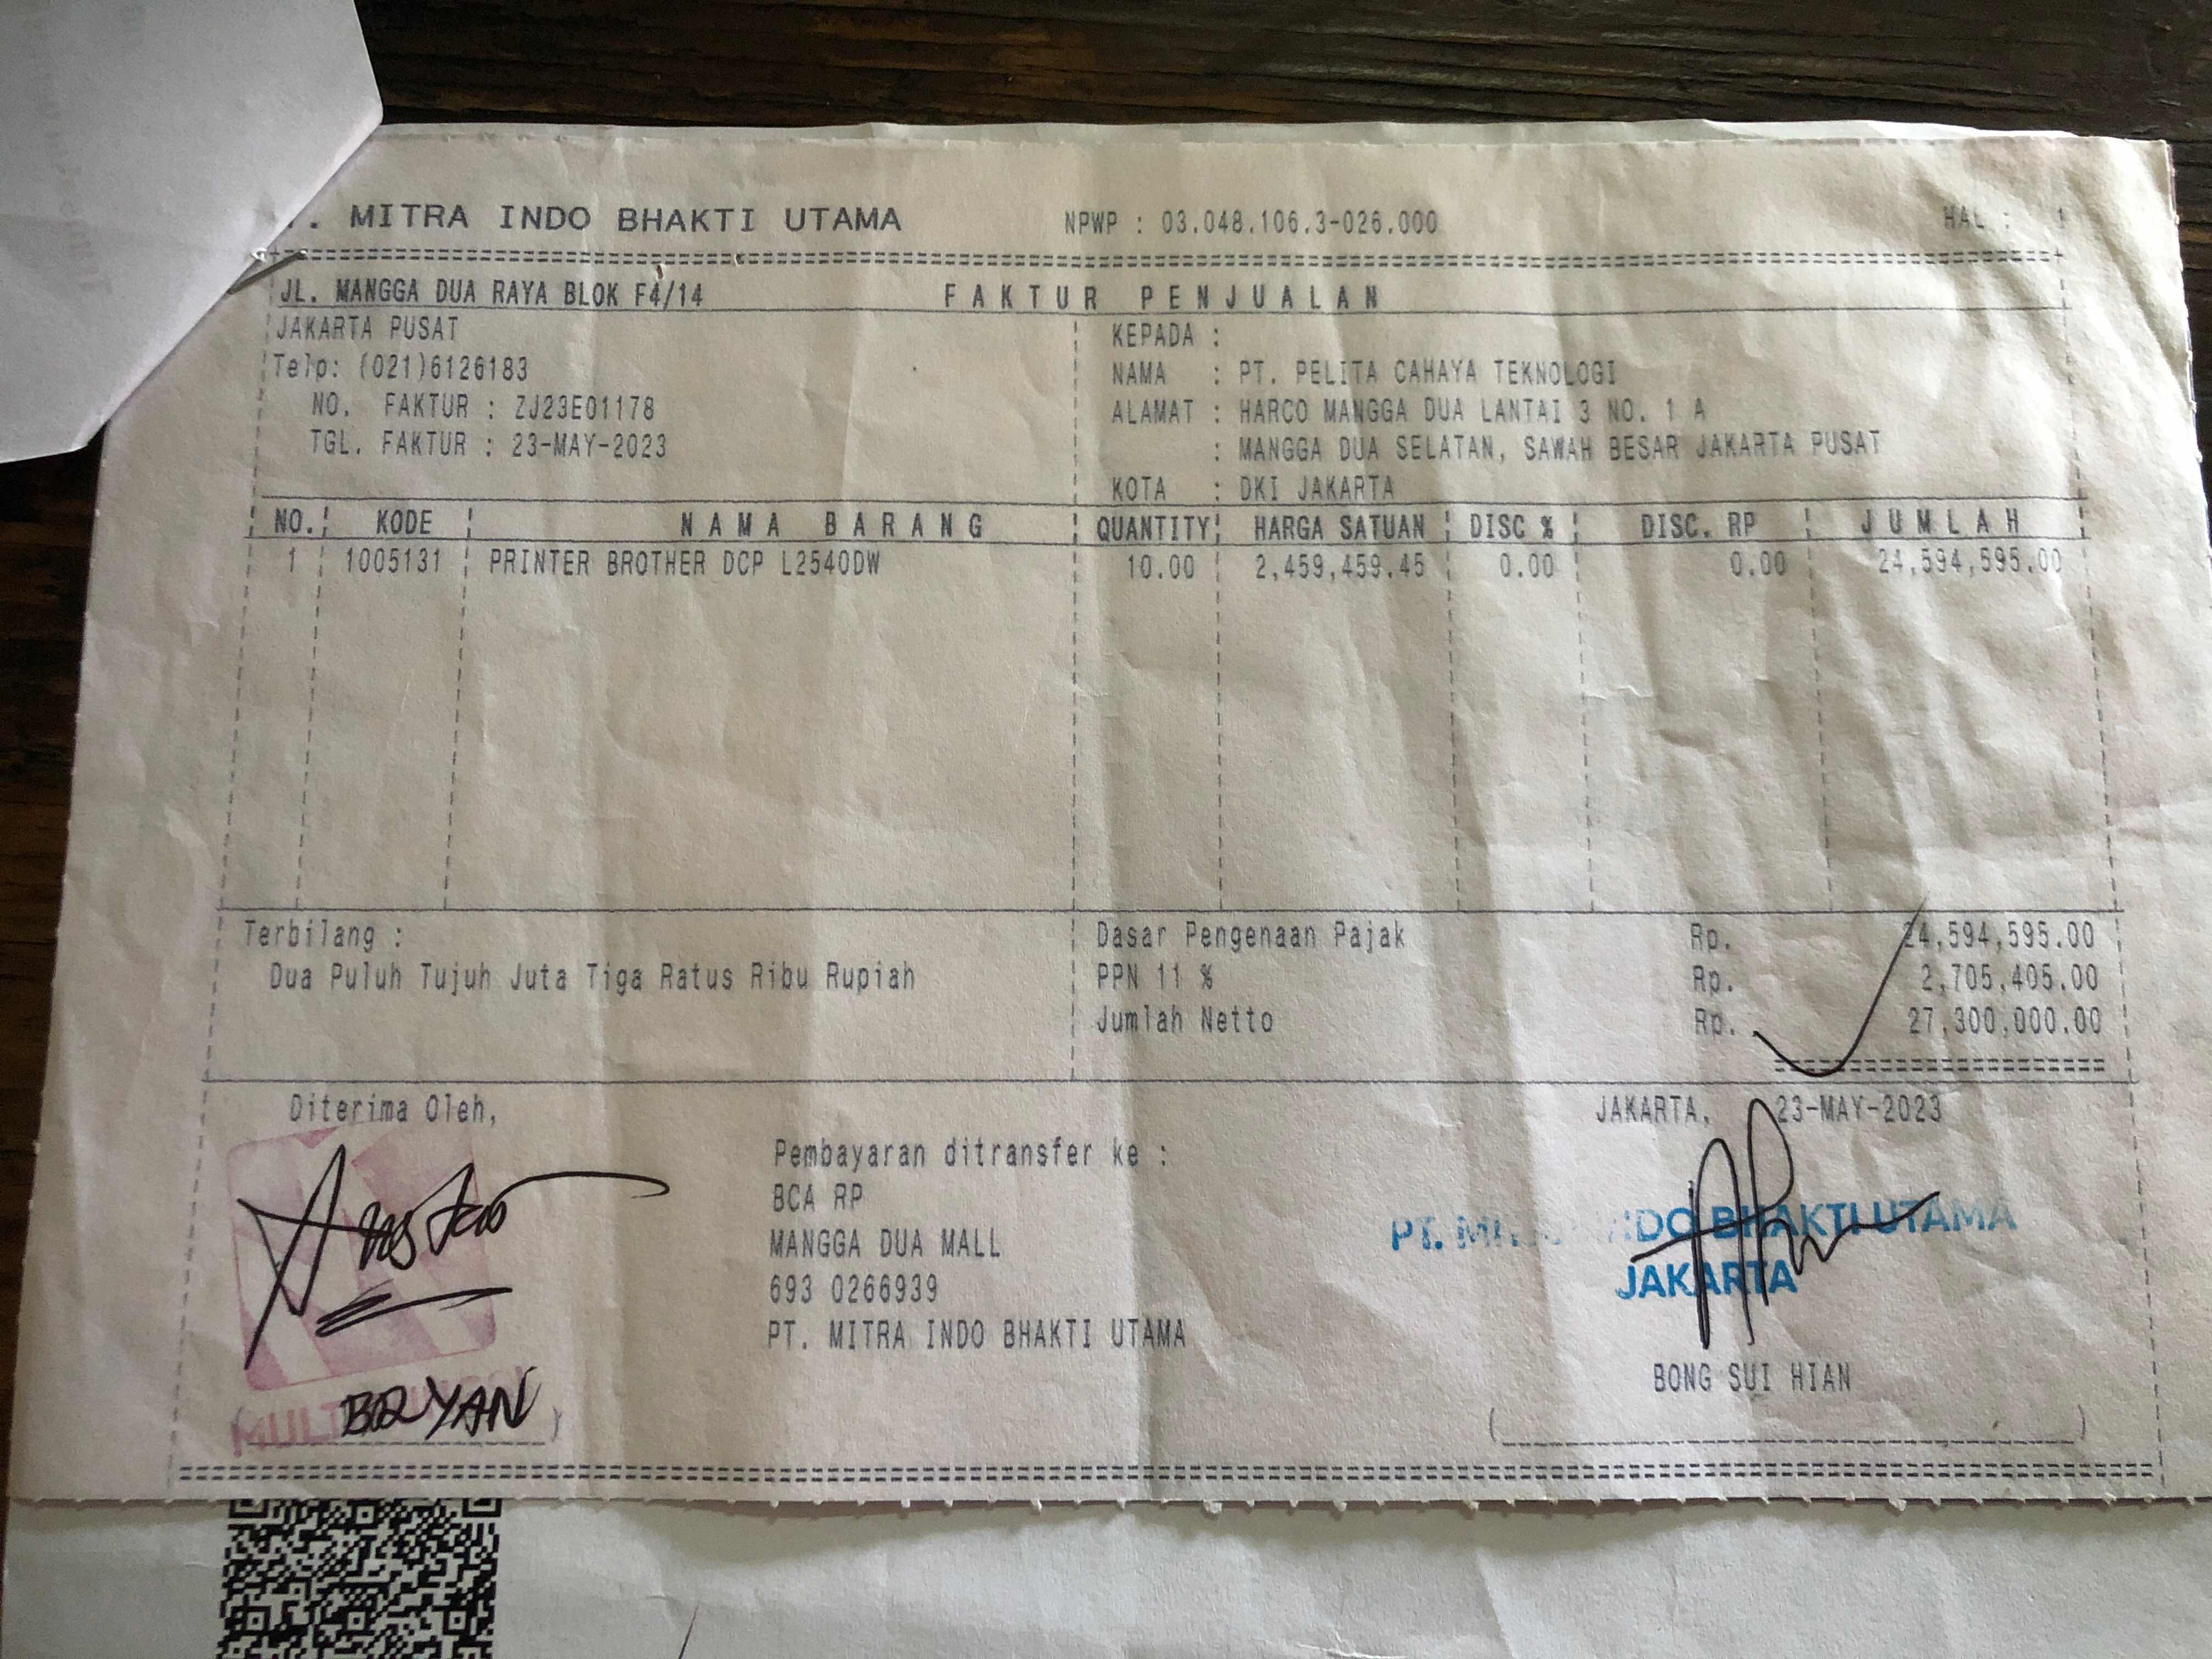 . MITRA INDO BHAKTI UTAMA NPWP : 03.048.106.3-026.000 HAL : 1
JL. MANGGA DUA RAYA BLOK F4/14 FAKTUR PENJUALAN
JAKARTA PUSAT
Telp: (021)6126183
NO. FAKTUR : ZJ23E01178
TGL. FAKTUR : 23-MAY-2023
KEPADA :
NAMA : PT. PELITA CAHAYA TEKNOLOGI
ALAMAT : HARCO MANGGA DUA LANTAI 3 NO. 1 A
: MANGGA DUA SELATAN, SAWAH BESAR JAKARTA PUSAT
KOTA : DKI JAKARTA
NO. KODE NAMA BARANG QUANTITY HARGA SATUAN DISC % DISC. RP JUMLAH
1 1005131 PRINTER BROTHER DCP L2540DW 10.00 2,459,459.45 0.00 0.00 24,594,595.00
Terbilang :
Dua Puluh Tujuh Juta Tiga Ratus Ribu Rupiah
Dasar Pengenaan Pajak Rp. 24,594,595.00
PPN 11 % Rp. 2,705,405.00
Jumlah Netto Rp. 27,300,000.00
Diterima Oleh,
BRYAN
Pembayaran ditransfer ke :
BCA RP
MANGGA DUA MALL
693 0266939
PT. MITRA INDO BHAKTI UTAMA
JAKARTA, 23-MAY-2023
PT. BHAKTI UTAMA
JAKARTA
BONG SUI HIAN